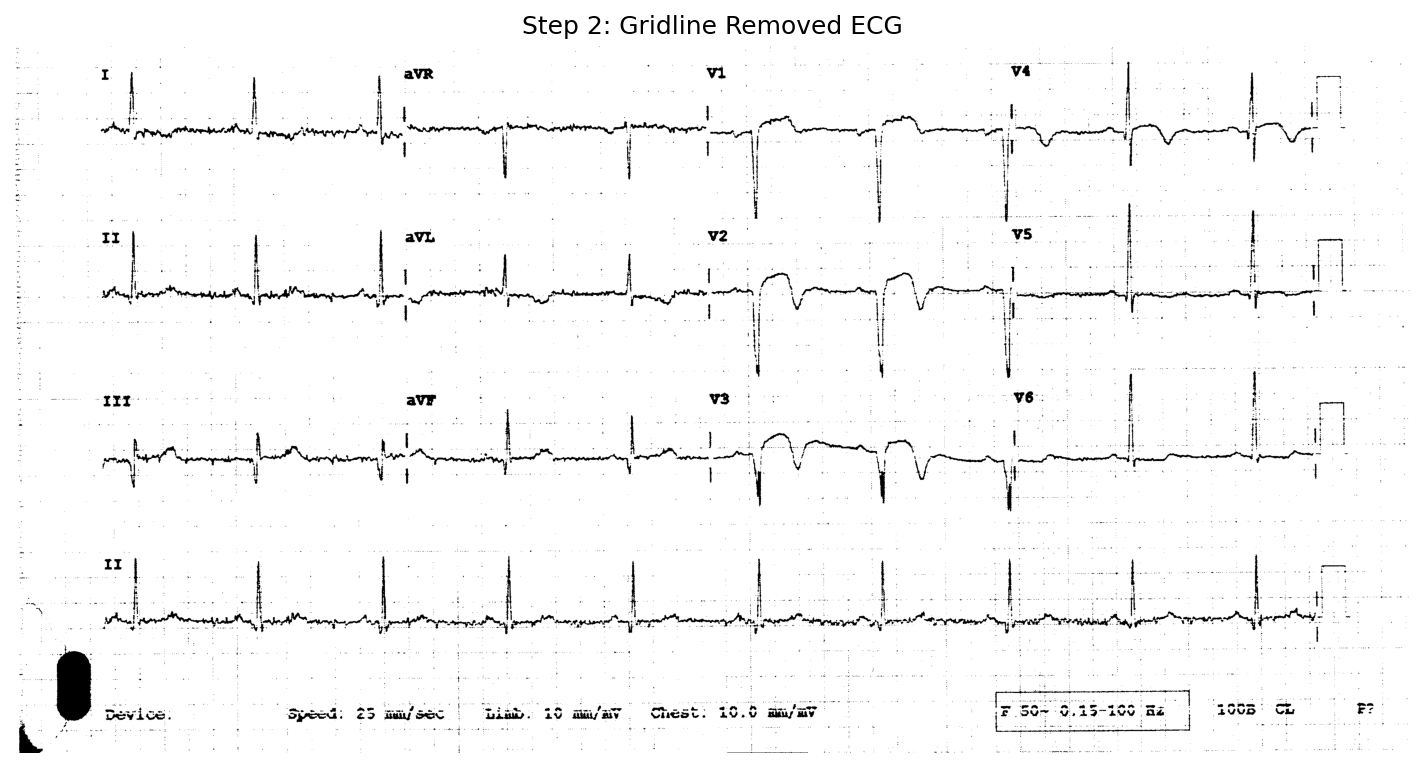 Step 2: Gridline Removed ECG
I aVR V1 V4
II aVL V2 V5
III aVF V3 V6
II
Device: Speed: 25 mm/sec Limb: 10 mm/mV Chest: 10.0 mm/mV F 50~ 0.15-100 Hz 100B CL P?